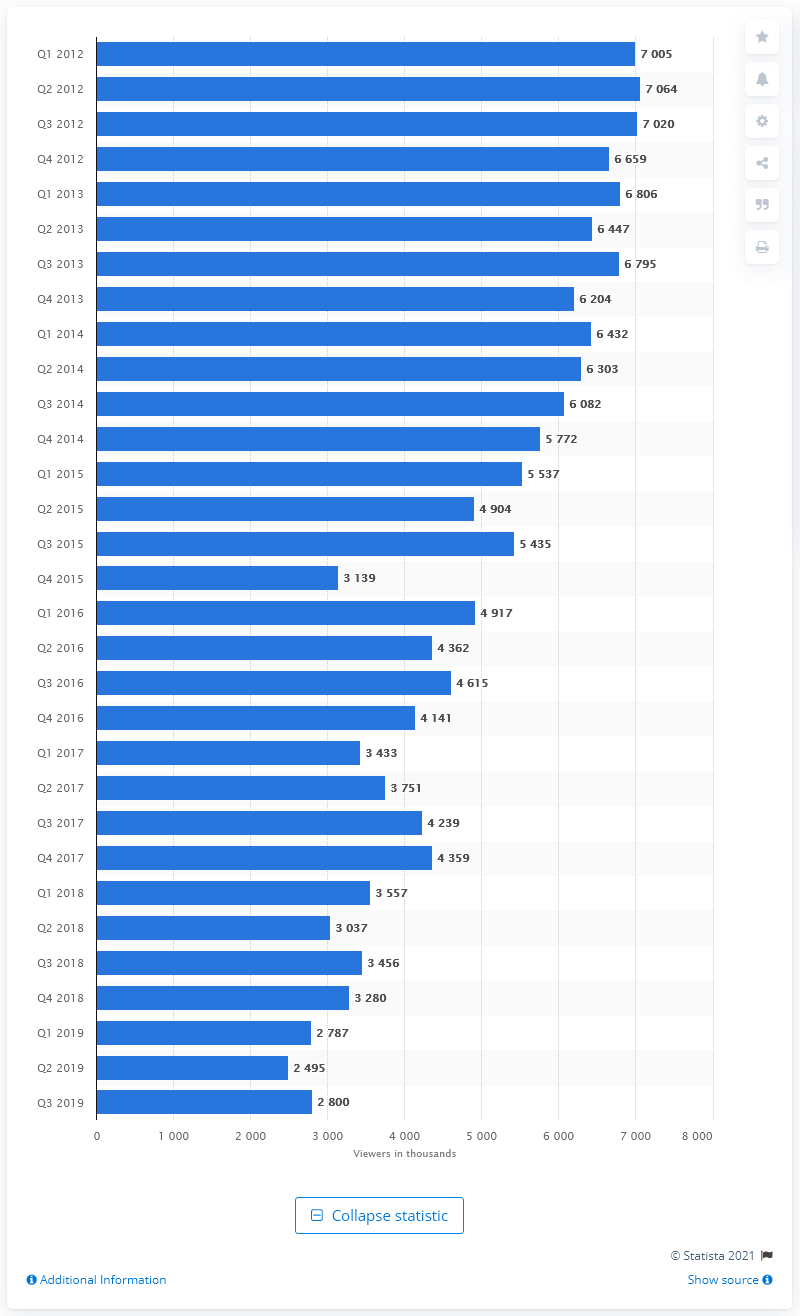 Q1 2012 7 005
Q2 2012 7 064
Q3 2012 7 020
Q4 2012 6 659
Q1 2013 6 806
Q2 2013 6 447
Q3 2013 6 795
Q4 2013 6 204
Q1 2014 6 432
Q2 2014 6 303
Q3 2014 6 082
Q4 2014 5 772
Q1 2015 5 537
Q2 2015 4 904
Q3 2015 5 435
Q4 2015 3 139
Q1 2016 4 917
Q2 2016 4 362
Q3 2016 4 615
Q4 2016 4 141
Q1 2017 3 433
Q2 2017 3 751
Q3 2017 4 239
Q4 2017 4 359
Q1 2018 3 557
Q2 2018 3 037
Q3 2018 3 456
Q4 2018 3 280
Q1 2019 2 787
Q2 2019 2 495
Q3 2019 2 800
0 1 000 2 000 3 000 4 000 5 000 6 000 7 000 8 000
Viewers in thousands
Collapse statistic
© Statista 2021
Additional Information Show source